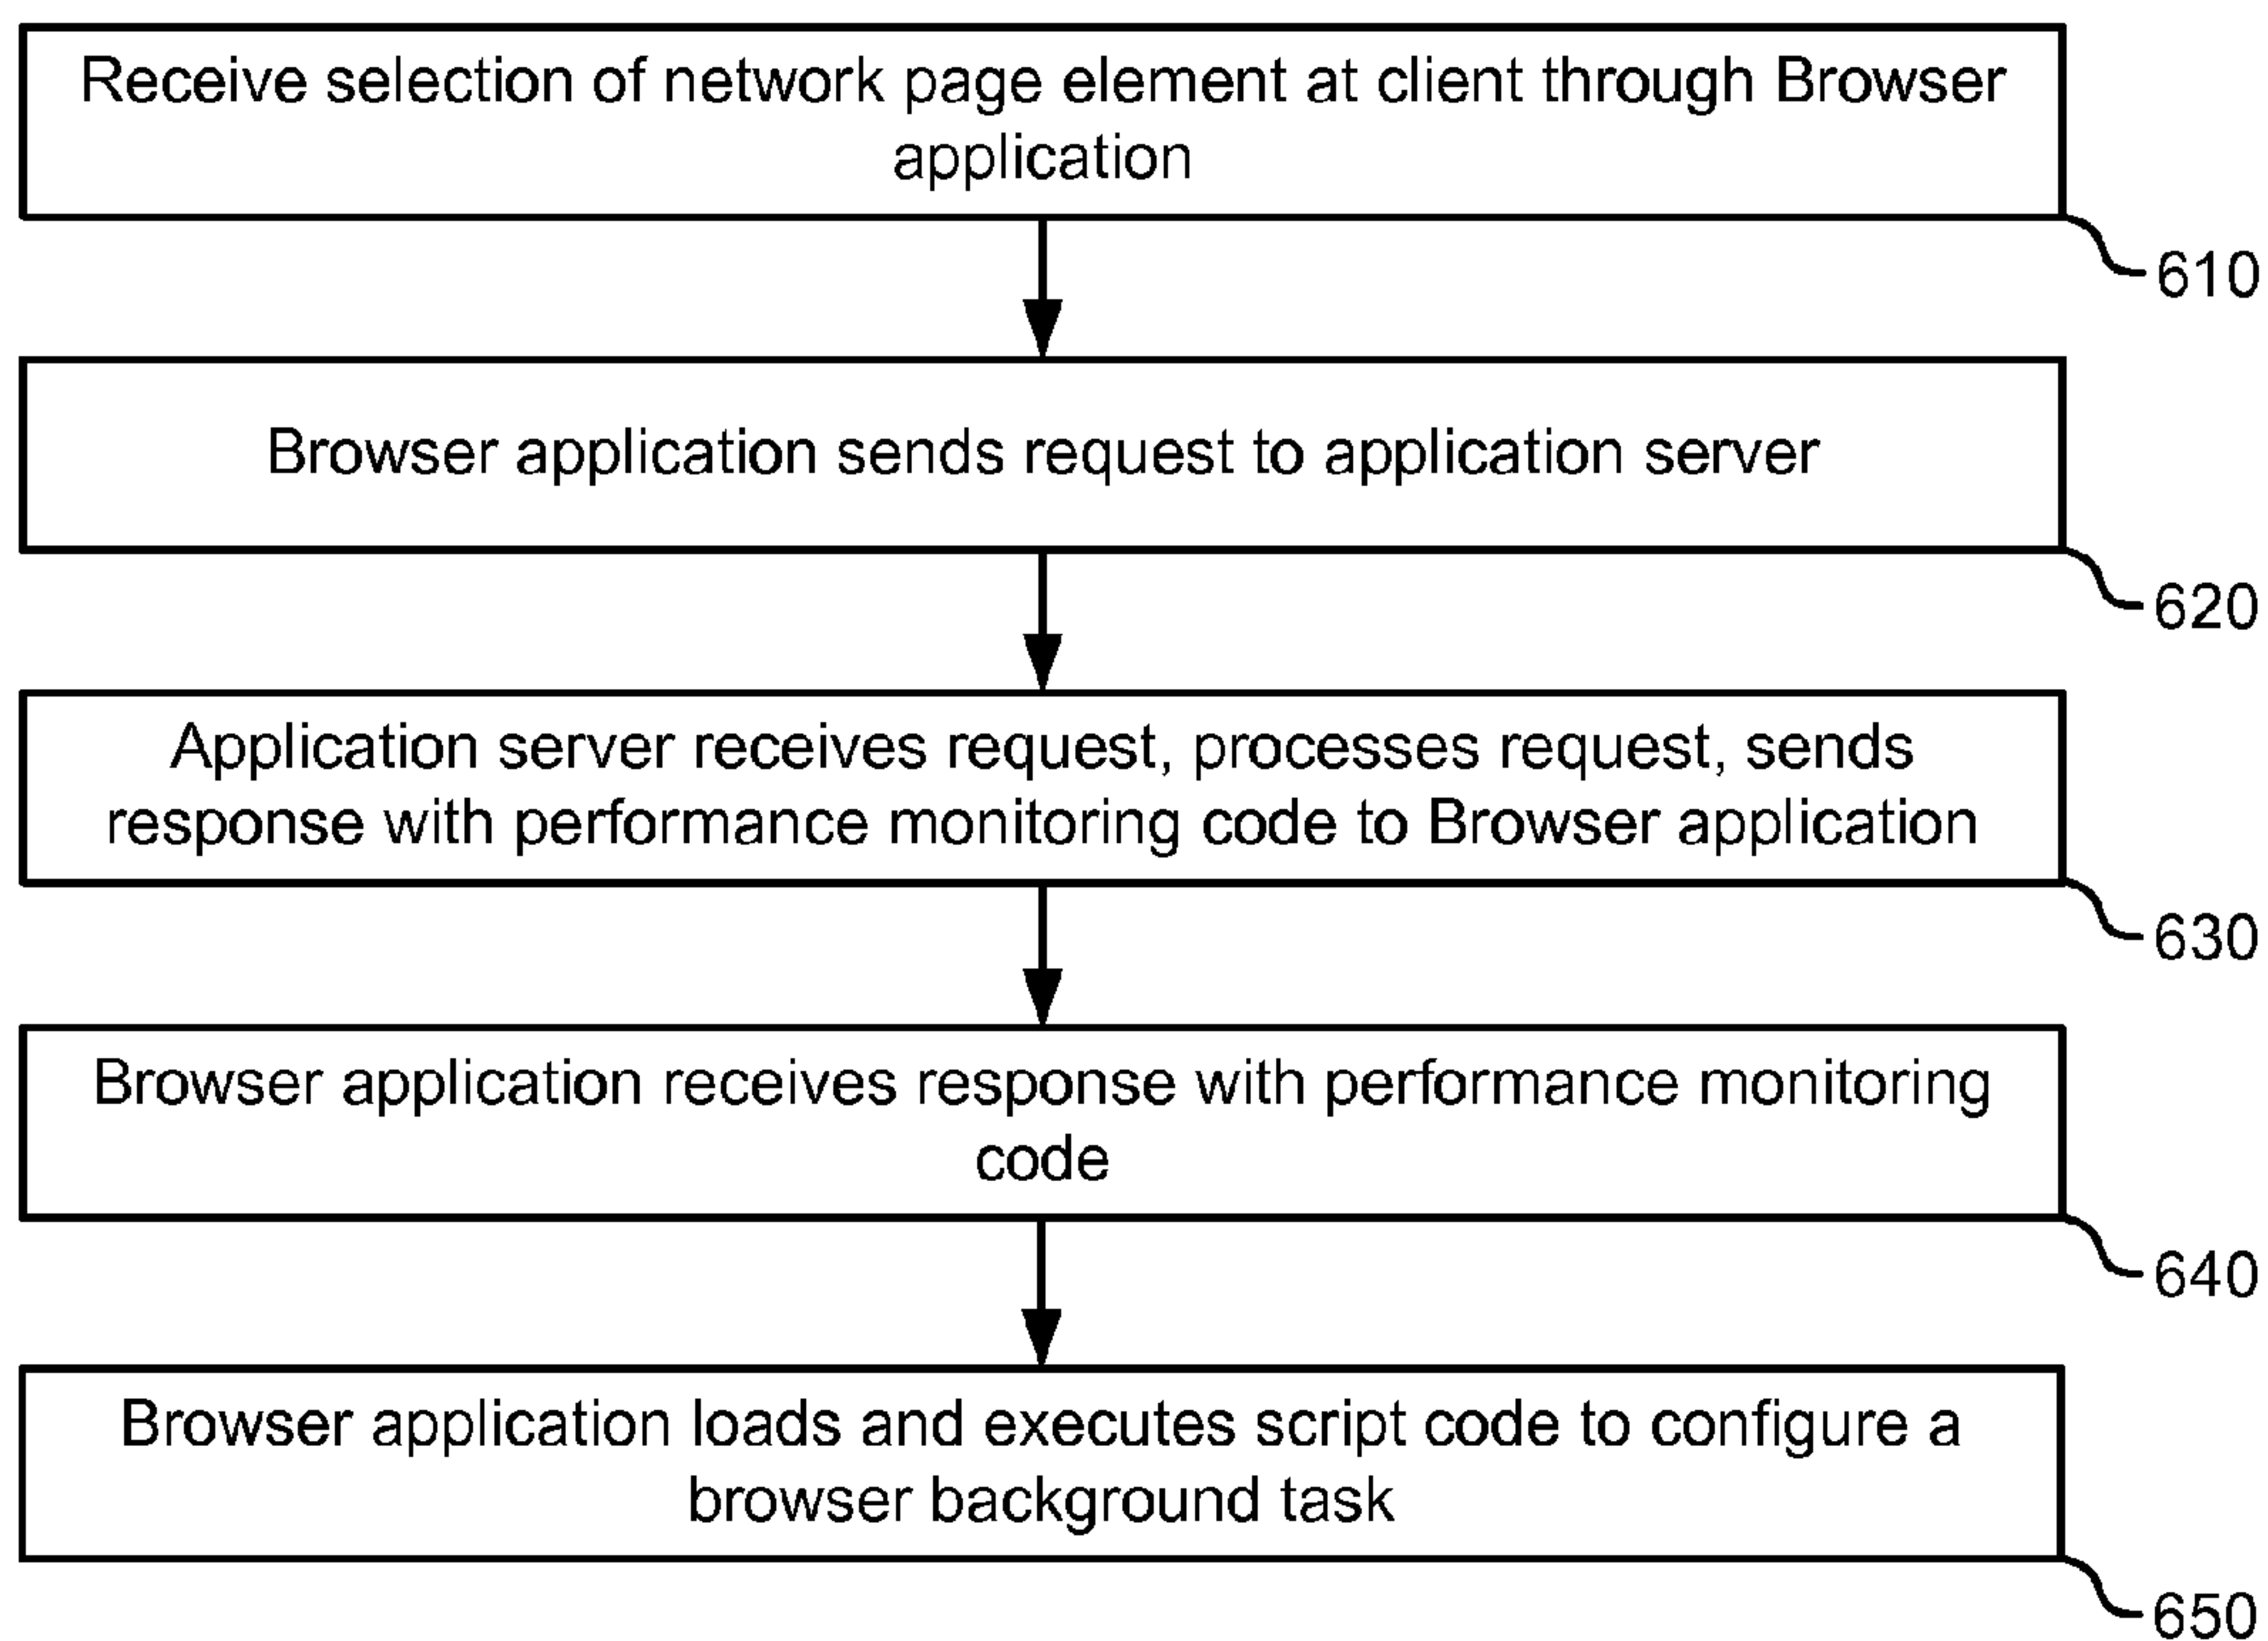 Receive selection of network page element at client through Browser
application
610
Browser application sends request to application server
620
Application server receives request, processes request, sends
response with performance monitoring code to Browser application
630
Browser application receives response with performance monitoring
code
640
Browser application loads and executes script code to configure a
browser background task
650